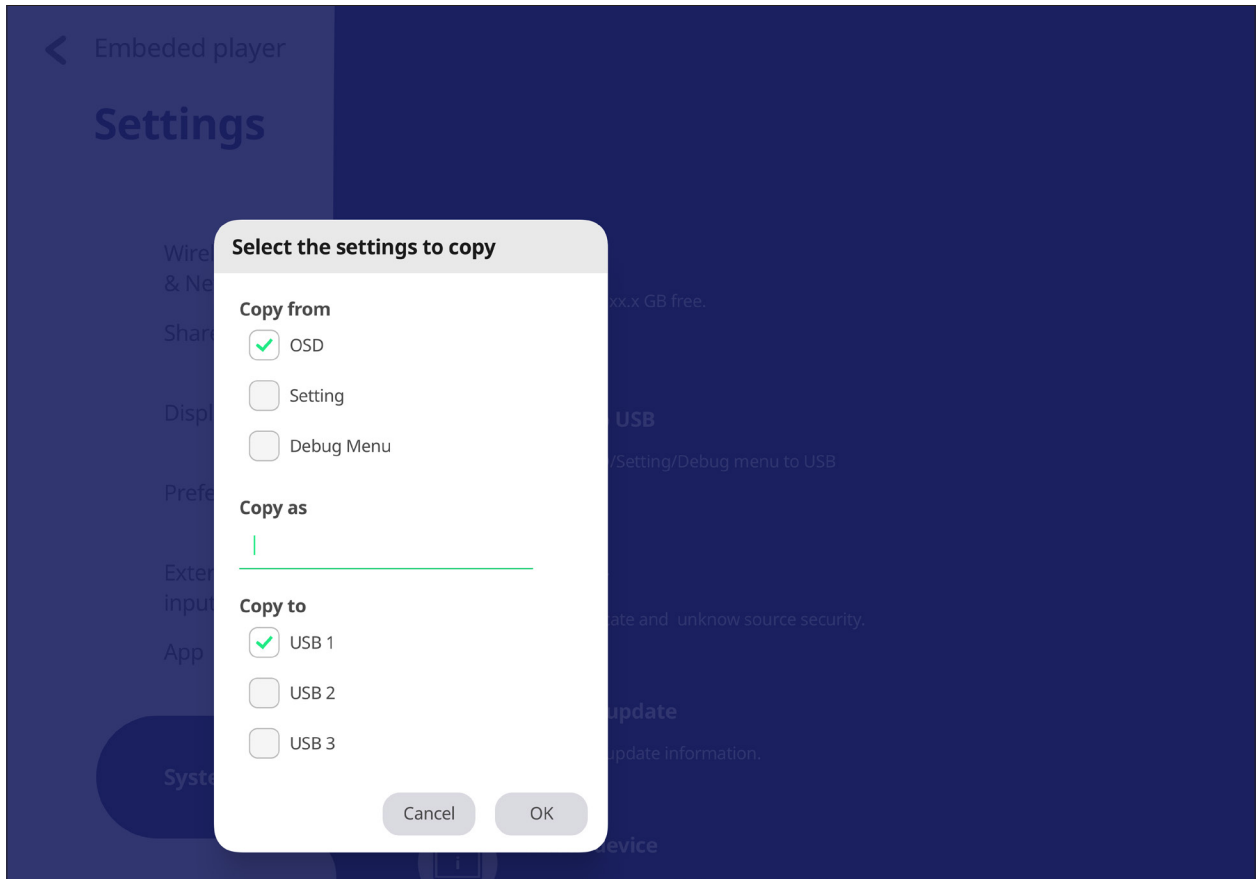 Embeded player
Settings
Select the settings to copy
Copy from
OSD
Setting
Debug Menu
Copy as
Copy to
USB 1
USB 2
USB 3
Cancel
OK
& Ne
App
xx.x GB free.
USB
/Setting/Debug menu to USB
and unknow source security.
update
update information.